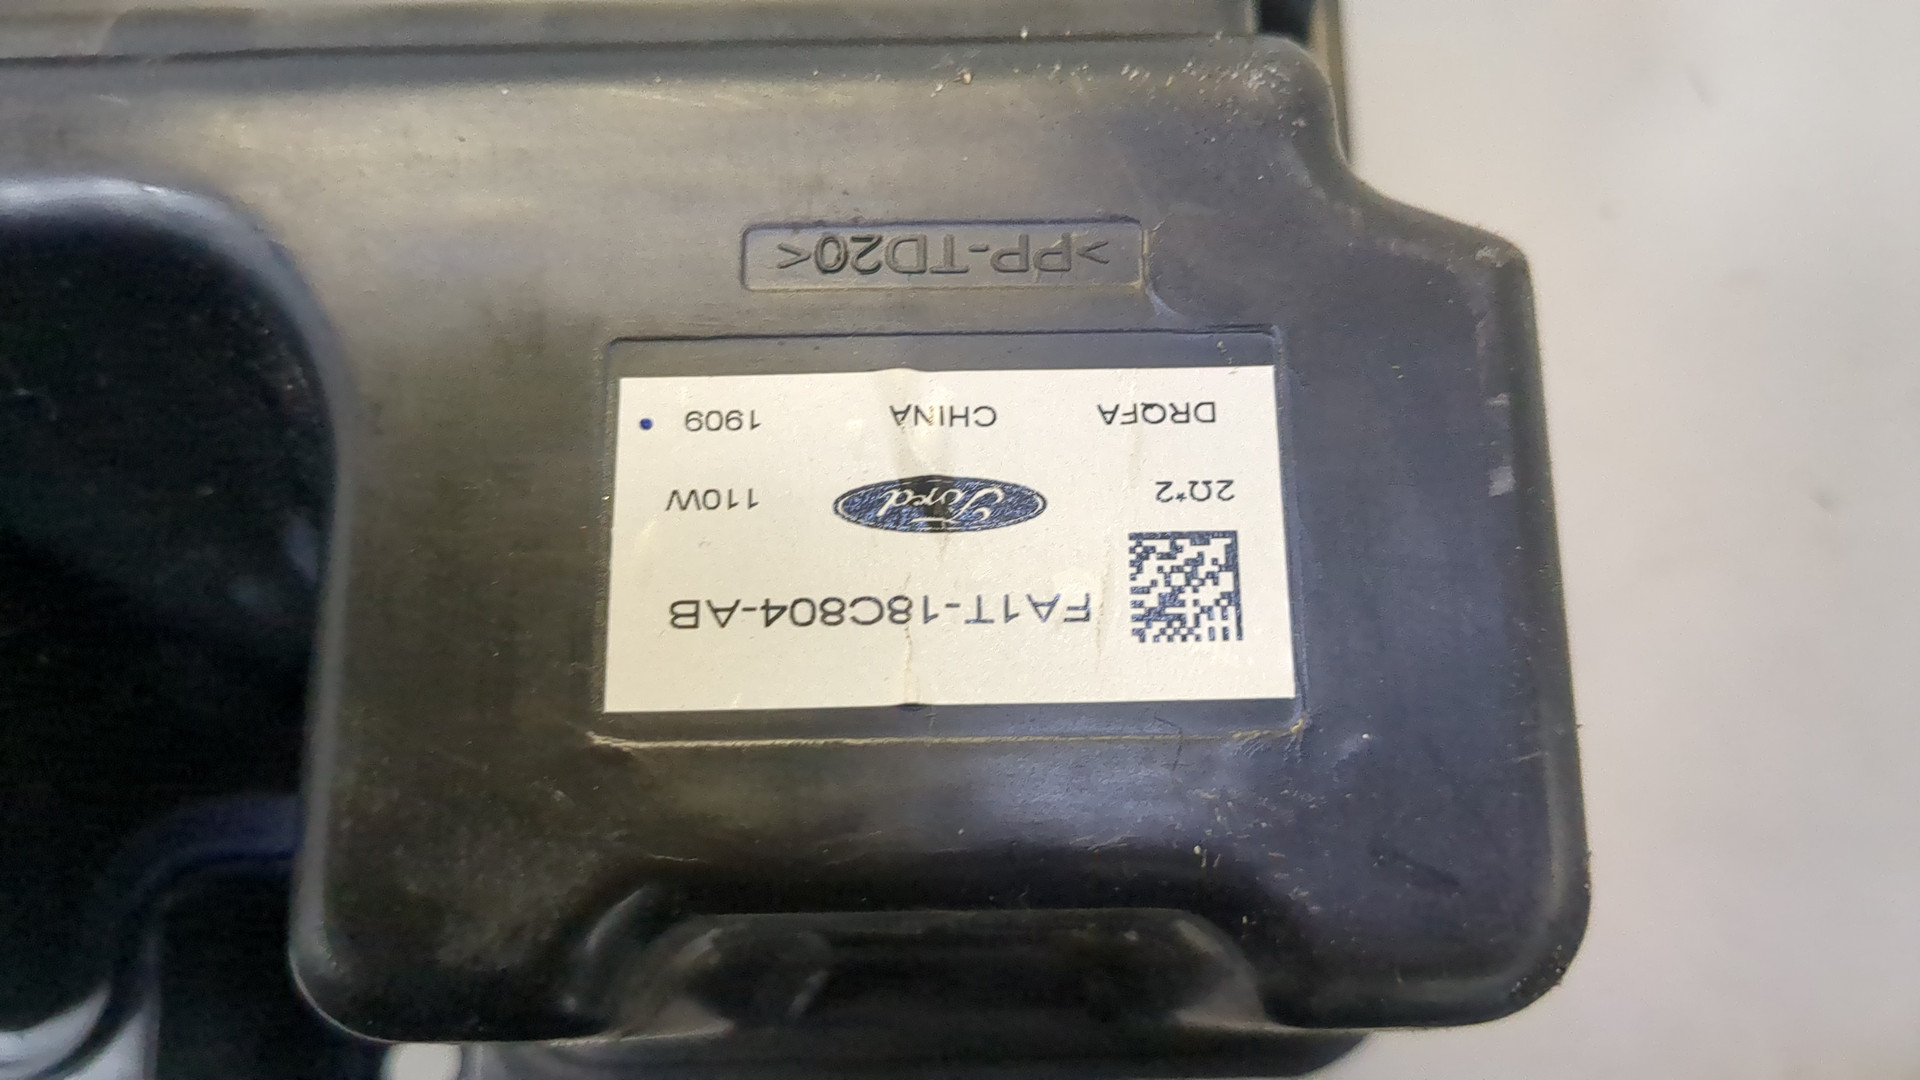 FA1T-18C804-AB
2Ω*2 Ford 110W
DRQFA CHINA 1909
>PP-TD20<